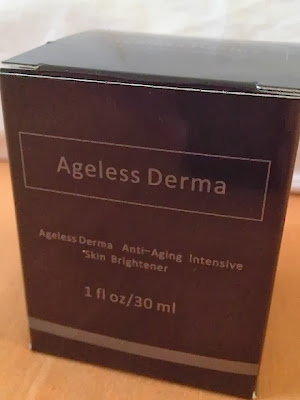 Ageless Derma
Ageless Derma Anti-Aging Intensive
Skin Brightener
1 fl oz/30 ml